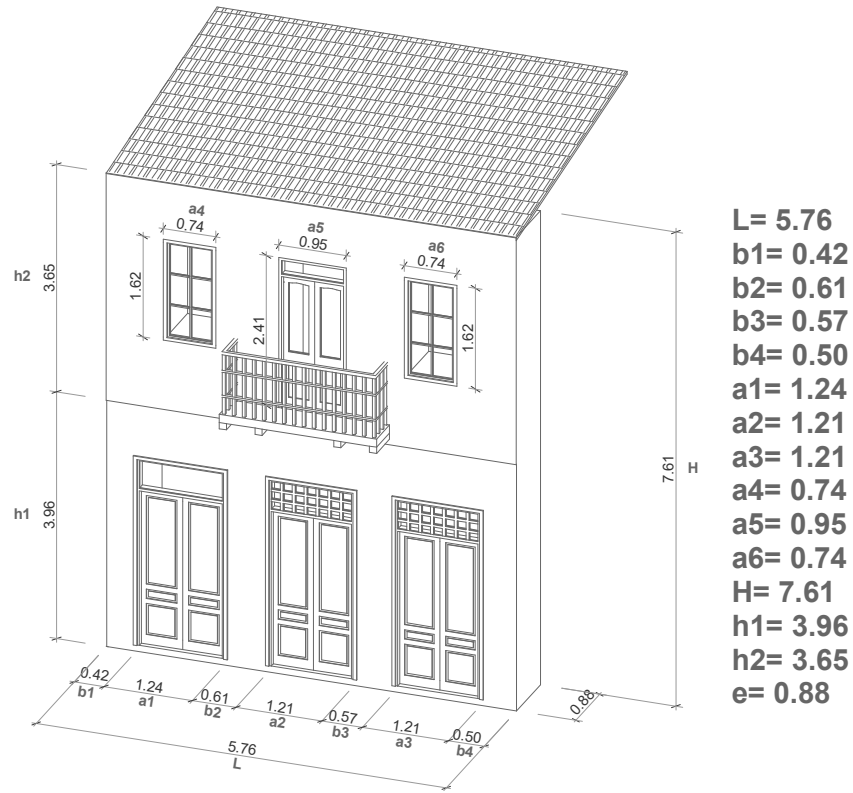 a4
0.74
a5
0.95
a6
0.74
h2
3.65
1.62
2.41
1.62
h1
3.96
7.61
H
0.42
b1
1.24
a1
0.61
b2
1.21
a2
0.57
b3
1.21
a3
0.50
b4
0.88
5.76
L
L= 5.76
b1= 0.42
b2= 0.61
b3= 0.57
b4= 0.50
a1= 1.24
a2= 1.21
a3= 1.21
a4= 0.74
a5= 0.95
a6= 0.74
H= 7.61
h1= 3.96
h2= 3.65
e= 0.88